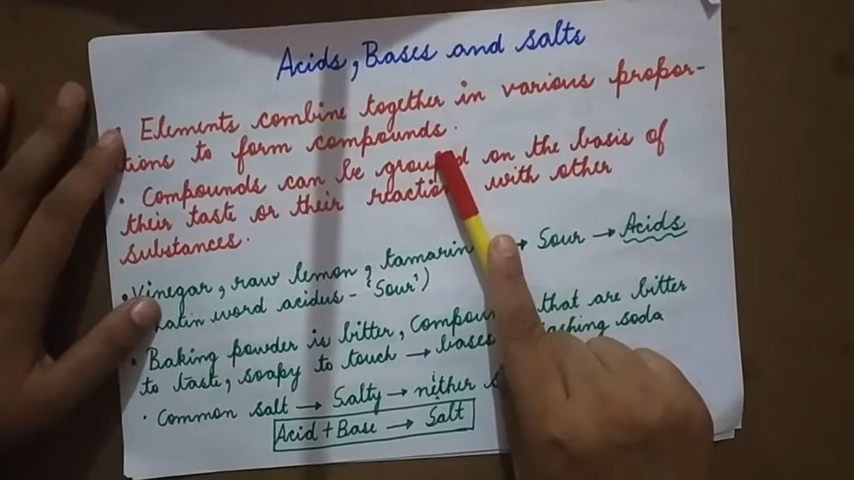 Acids, Bases and salts
• Elements combine together in various propor-
tions to form compounds.
• Compounds can be grouped on the basis of
their taste or their reaction with other
substances.
• Vinegar, raw lemon, tamarin → Sour → Acids
Latin word acidus - 'Sour')
• Baking powder is bitter, Compoun that are bitter
to taste, soapy to touch → bases soda
• Common salt → Salty → nither
Acid + Base → Salt